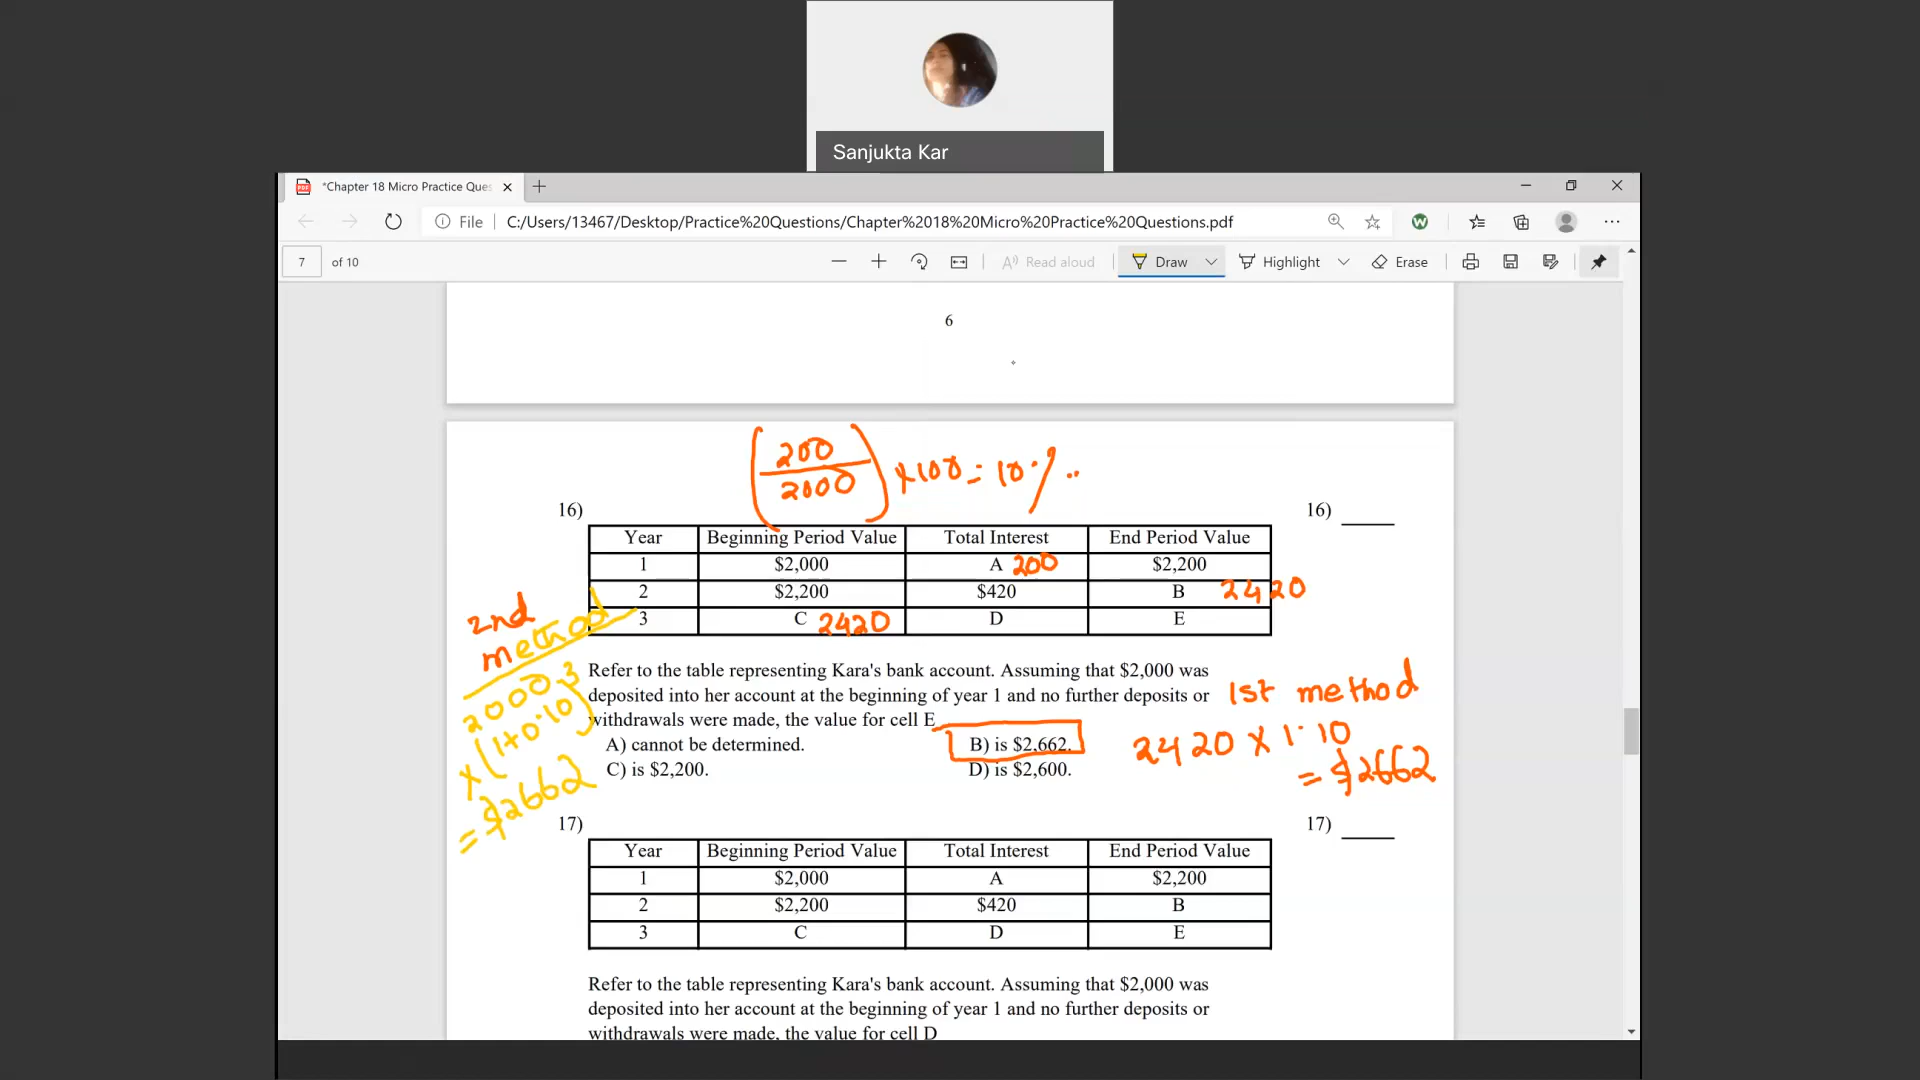 Sanjukta Kar
*Chapter 18 Micro Practice Ques
File C:/Users/13467/Desktop/Practice%20Questions/Chapter%2018%20Micro%20Practice%20Questions.pdf
7 of 10 Read aloud Draw Highlight Erase
6
(200/2000) x100 = 10%..
16) 16)
Year Beginning Period Value Total Interest End Period Value
1 $2,000 A 200 $2,200
2 $2,200 $420 B 2420
3 C 2420 D E
2nd
method
2000
x (1+0.10)3
= $2662
Refer to the table representing Kara's bank account. Assuming that $2,000 was
deposited into her account at the beginning of year 1 and no further deposits or
withdrawals were made, the value for cell E
A) cannot be determined. B) is $2,662.
C) is $2,200. D) is $2,600.
1st method
2420 x 1.10
= $2662
17) 17)
Year Beginning Period Value Total Interest End Period Value
1 $2,000 A $2,200
2 $2,200 $420 B
3 C D E
Refer to the table representing Kara's bank account. Assuming that $2,000 was
deposited into her account at the beginning of year 1 and no further deposits or
withdrawals were made, the value for cell D